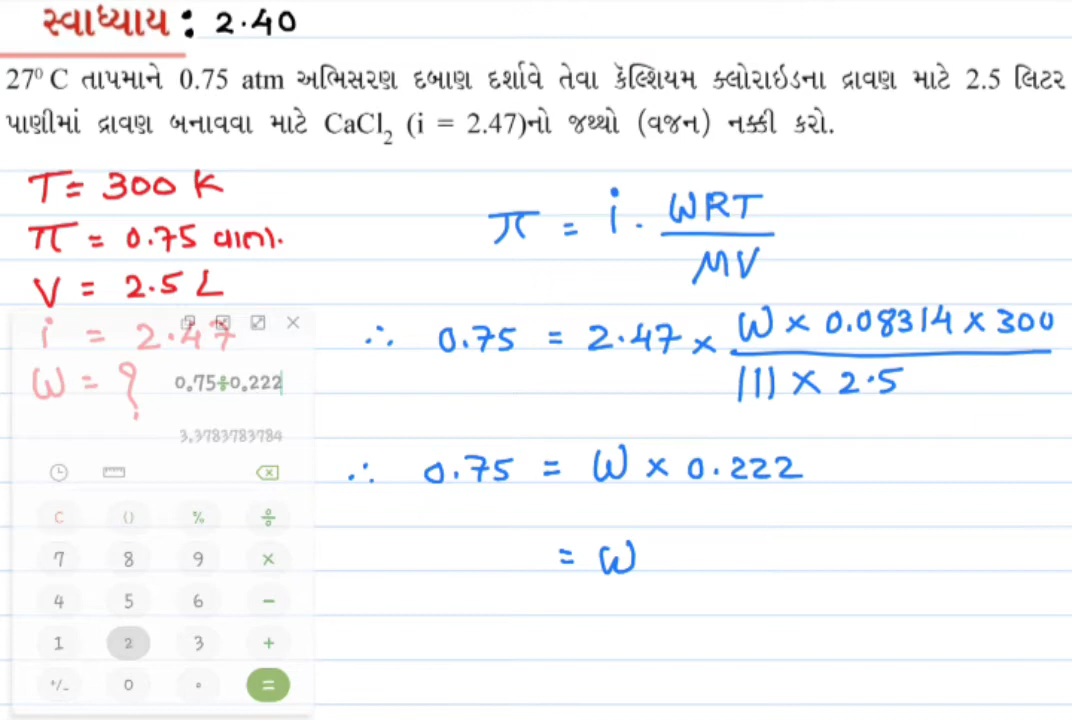 સ્વાધ્યાય : 2.40
27⁰ C તાપમાને 0.75 atm અભિસરણ દબાણ દર્શાવે તેવા કૅલ્શિયમ ક્લોરાઇડના દ્રાવણ માટે 2.5 લિટર
પાણીમાં દ્રાવણ બનાવવા માટે CaCl₂ (i = 2.47)નો જથ્થો (વજન) નક્કી કરો.
T = 300 K
π = 0.75 વાતા.
V = 2.5 L
i = 2.47
W = ?
π = i . WRT / MV
∴ 0.75 = 2.47 × W × 0.08314 × 300 / 111 × 2.5
∴ 0.75 = W × 0.222
= W
0.75÷0.222
3.3783783784
C () % ÷
7 8 9 ×
4 5 6 −
1 2 3 +
+/− 0 . =